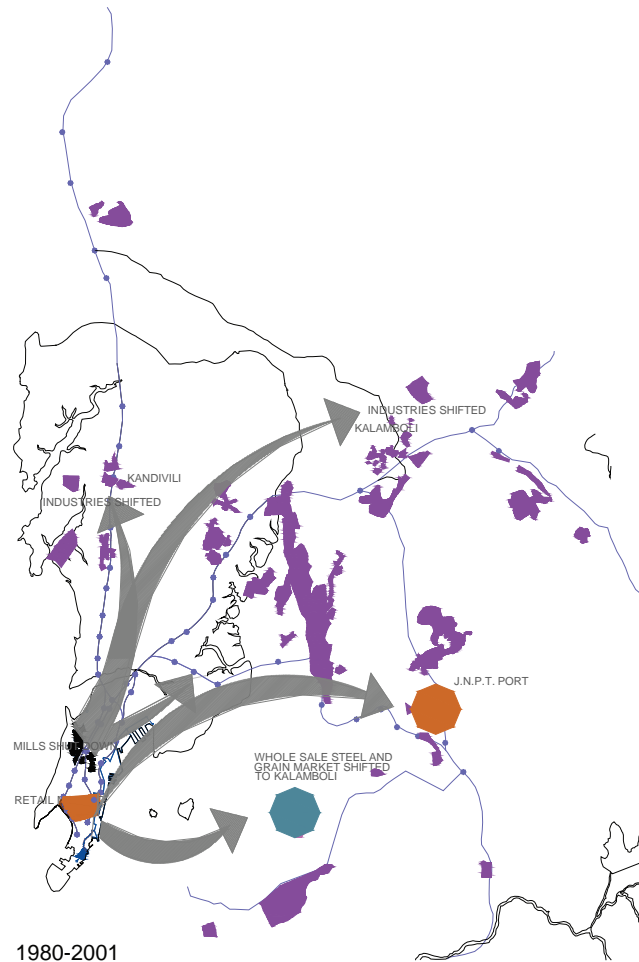 INDUSTRIES SHIFTED
KALAMBOLI
KANDIVILI
INDUSTRIES SHIFTED
J.N.P.T. PORT
MILLS SHUT DOWN
WHOLE SALE STEEL AND
GRAIN MARKET SHIFTED
TO KALAMBOLI
RETAIL
1980-2001